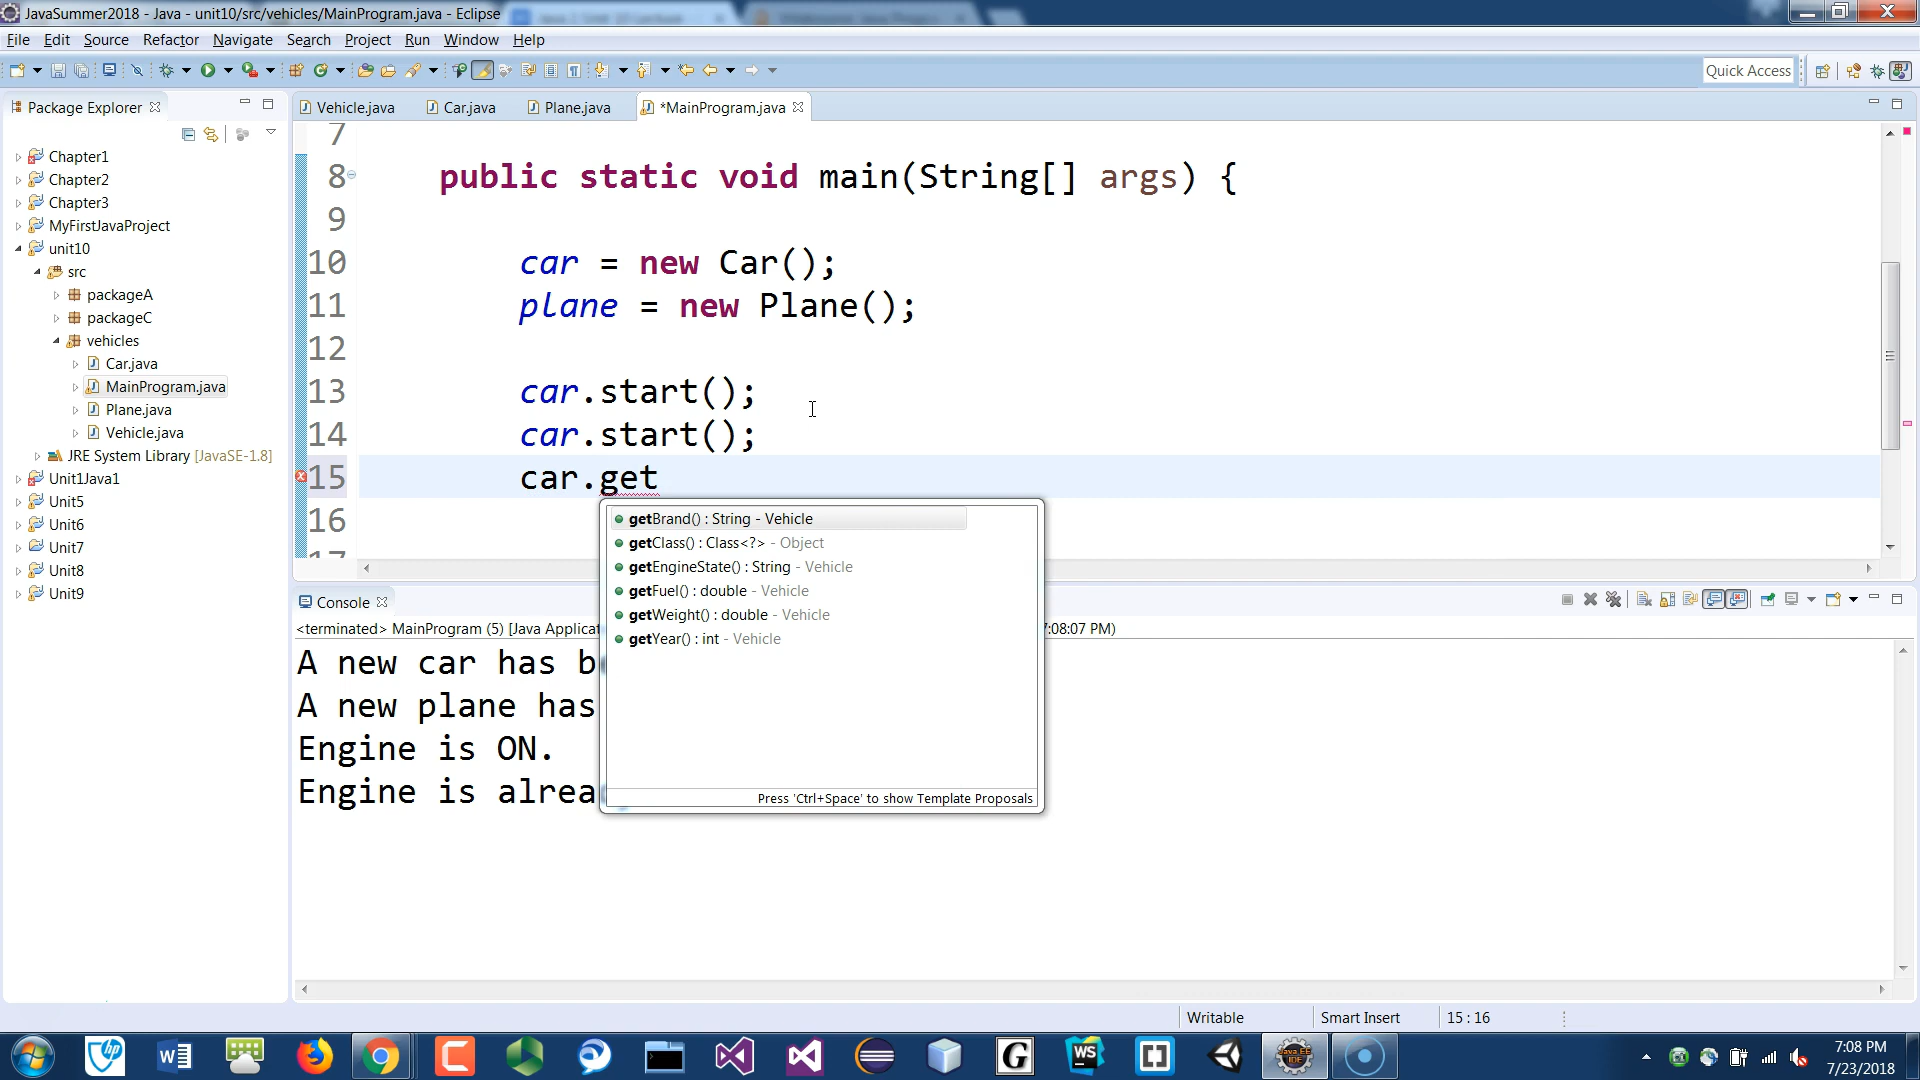 JavaSummer2018 - Java - unit10/src/vehicles/MainProgram.java - Eclipse
File Edit Source Refactor Navigate Search Project Run Window Help
Quick Access
Package Explorer
Vehicle.java Car.java Plane.java *MainProgram.java
Chapter1
Chapter2
Chapter3
MyFirstJavaProject
unit10
src
packageA
packageC
vehicles
Car.java
MainProgram.java
Plane.java
Vehicle.java
JRE System Library [JavaSE-1.8]
Unit1Java1
Unit5
Unit6
Unit7
Unit8
Unit9
7
8 public static void main(String[] args) {
9
10 car = new Car();
11 plane = new Plane();
12
13 car.start();
14 car.start();
15 car.get
16
17
getBrand() : String - Vehicle
getClass() : Class<?> - Object
getEngineState() : String - Vehicle
getFuel() : double - Vehicle
getWeight() : double - Vehicle
getYear() : int - Vehicle
Press 'Ctrl+Space' to show Template Proposals
Console
<terminated> MainProgram (5) [Java Applicat :08:07 PM)
A new car has b
A new plane has
Engine is ON.
Engine is alrea
Writable Smart Insert 15 : 16
7:08 PM
7/23/2018